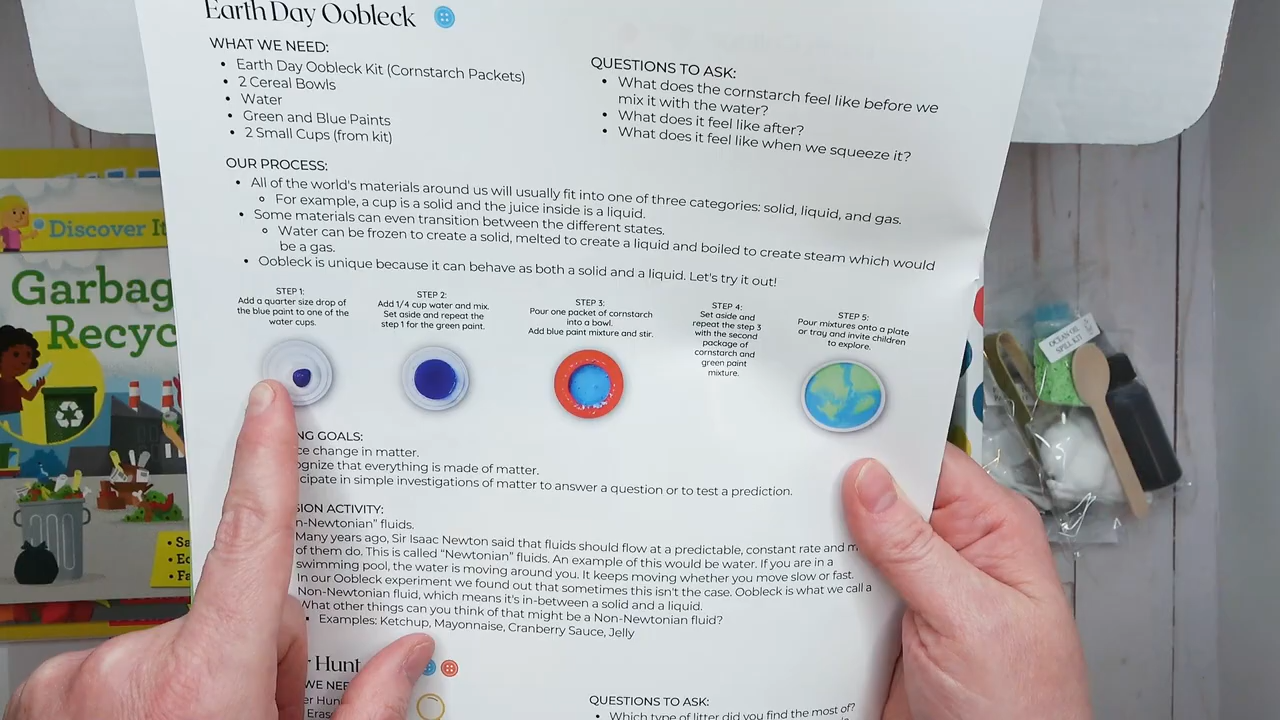 Earth Day Oobleck
WHAT WE NEED:
• Earth Day Oobleck Kit (Cornstarch Packets)
• 2 Cereal Bowls
• Water
• Green and Blue Paints
• 2 Small Cups (from kit)
QUESTIONS TO ASK:
• What does the cornstarch feel like before we
mix it with the water?
• What does it feel like after?
• What does it feel like when we squeeze it?
OUR PROCESS:
• All of the world's materials around us will usually fit into one of three categories: solid, liquid, and gas.
◦ For example, a cup is a solid and the juice inside is a liquid.
• Some materials can even transition between the different states.
◦ Water can be frozen to create a solid, melted to create a liquid and boiled to create steam which would
be a gas.
• Oobleck is unique because it can behave as both a solid and a liquid. Let's try it out!
STEP 1:
Add a quarter size drop of
the blue paint to one of the
water cups.
STEP 2:
Add 1/4 cup water and mix.
Set aside and repeat the
step 1 for the green paint.
STEP 3:
Pour one packet of cornstarch
into a bowl.
Add blue paint mixture and stir.
STEP 4:
Set aside and
repeat the step 3
with the second
package of
cornstarch and
green paint
mixture.
STEP 5:
Pour mixtures onto a plate
or tray and invite children
to explore.
NG GOALS:
ce change in matter.
ognize that everything is made of matter.
cipate in simple investigations of matter to answer a question or to test a prediction.
SION ACTIVITY:
n-Newtonian" fluids.
Many years ago, Sir Isaac Newton said that fluids should flow at a predictable, constant rate and m
of them do. This is called "Newtonian" fluids. An example of this would be water. If you are in a
swimming pool, the water is moving around you. It keeps moving whether you move slow or fast.
In our Oobleck experiment we found out that sometimes this isn't the case. Oobleck is what we call a
Non-Newtonian fluid, which means it's in-between a solid and a liquid.
What other things can you think of that might be a Non-Newtonian fluid?
▪ Examples: Ketchup, Mayonnaise, Cranberry Sauce, Jelly
r Hunt
WE NEE
er Hun
Eras
QUESTIONS TO ASK:
• Which type of litter did you find the most of?
Discover It
Garbag
Recyc
• Sa
• Ec
• Fa
OCEAN OIL
SPILL KIT